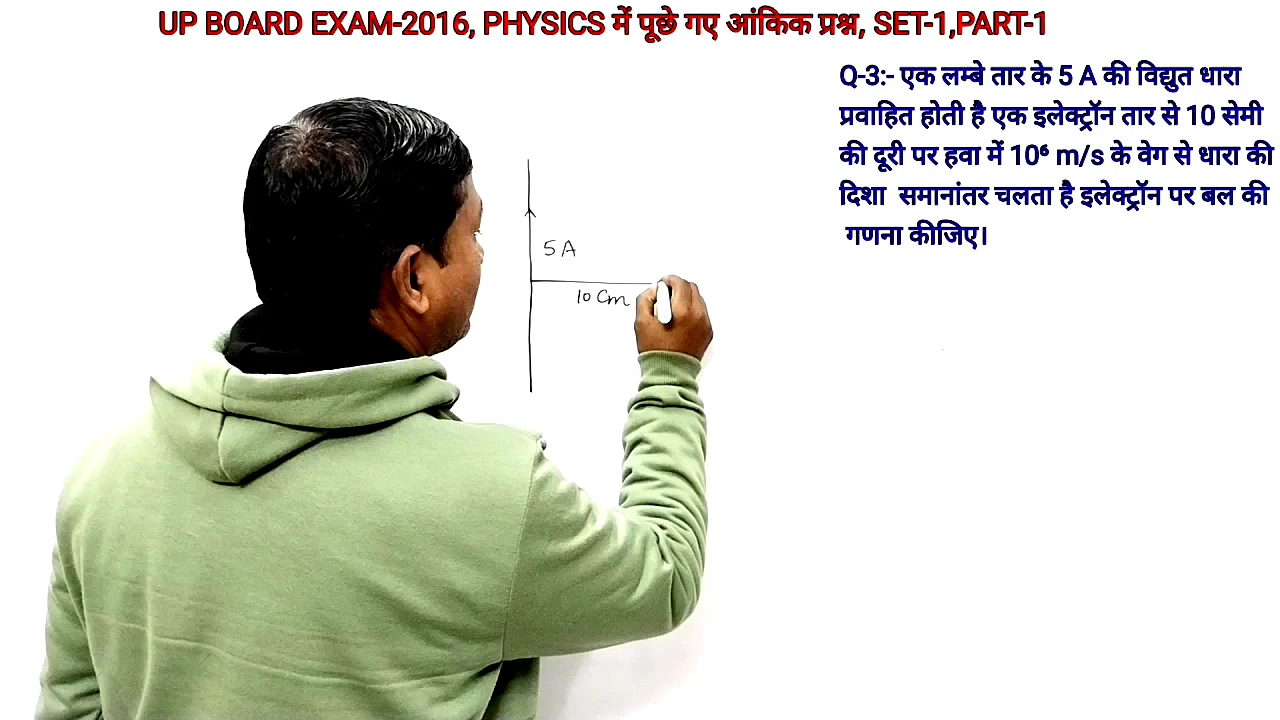 UP BOARD EXAM-2016, PHYSICS में पूछे गए आंकिक प्रश्न, SET-1,PART-1
Q-3:- एक लम्बे तार के 5 A की विद्युत धारा
प्रवाहित होती है एक इलेक्ट्रॉन तार से 10 सेमी
की दूरी पर हवा में 10⁶ m/s के वेग से धारा की
दिशा समानांतर चलता है इलेक्ट्रॉन पर बल की
गणना कीजिए।
5 A
10 Cm